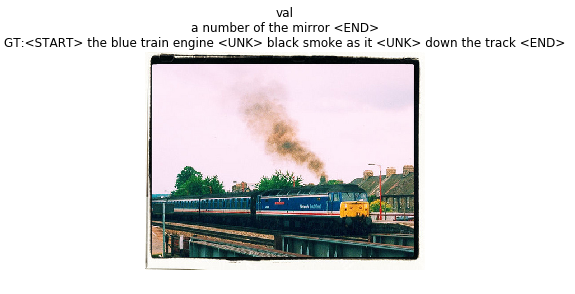 val
a number of the mirror <END>
GT:<START> the blue train engine <UNK> black smoke as it <UNK> down the track <END>